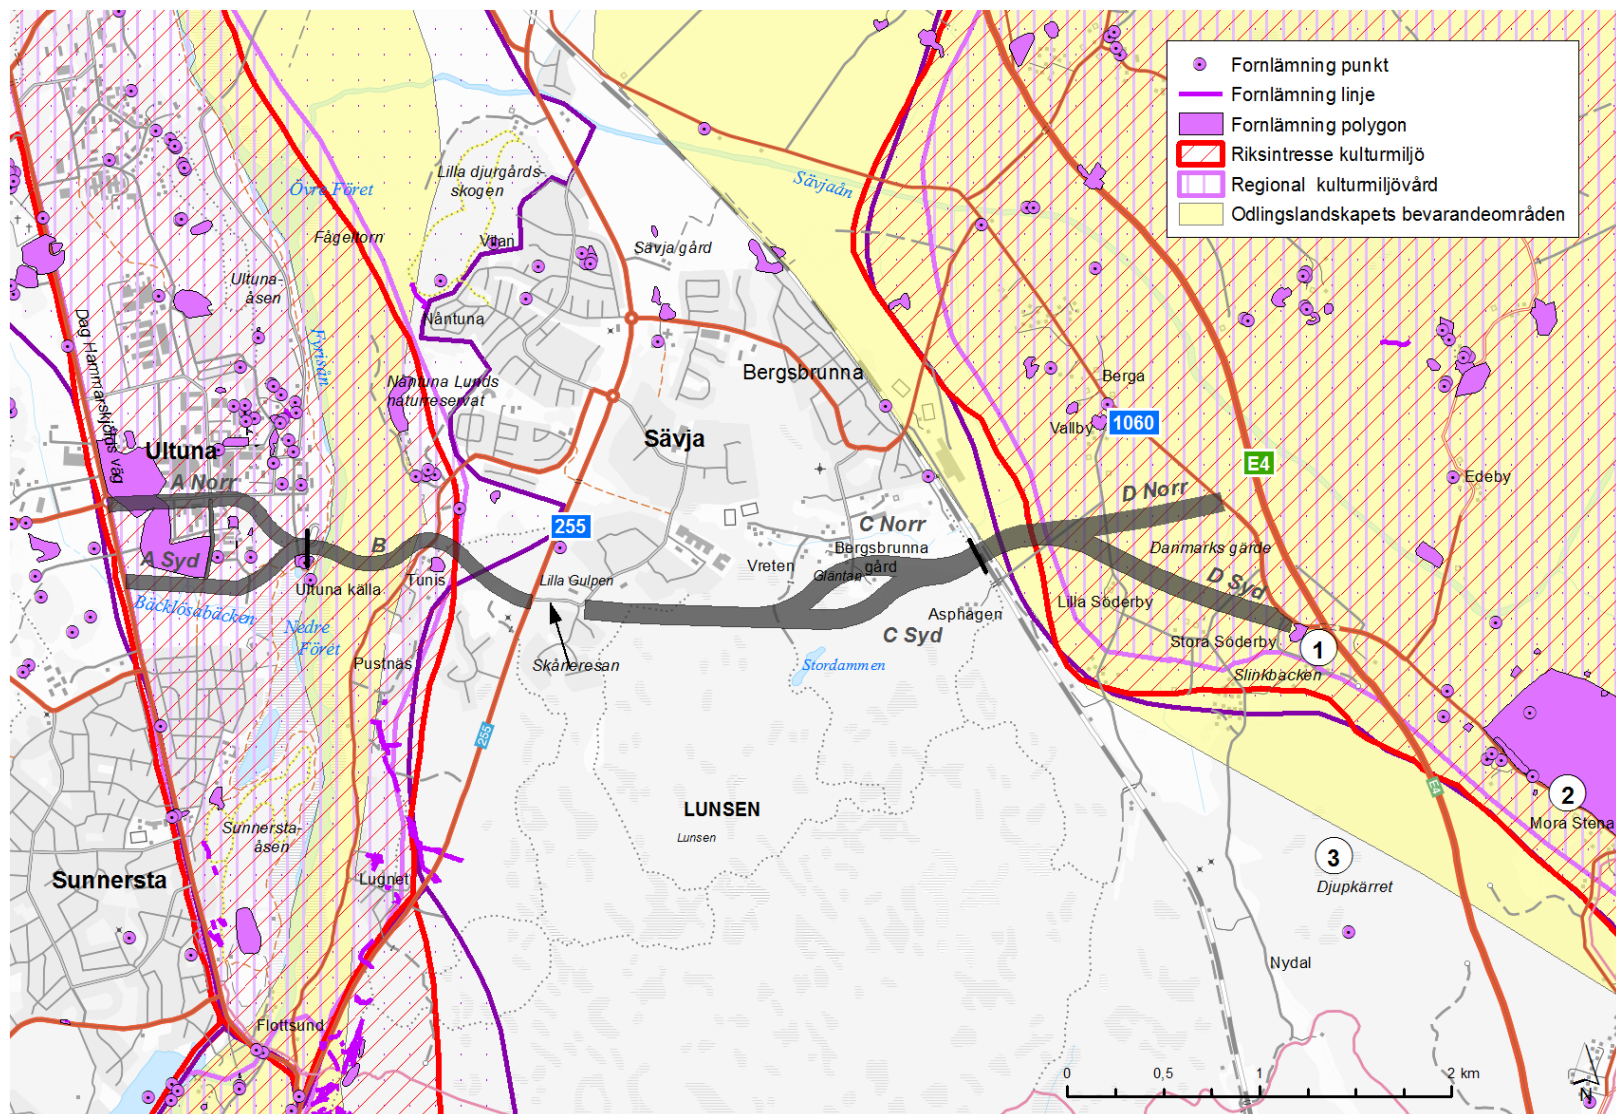 Fornlämning punkt
Fornlämning linje
Fornlämning polygon
Riksintresse kulturmiljö
Regional kulturmiljövård
Odlingslandskapets bevarandeområden
Lilla djurgårds-
skogen
Övre Föret
Sävjaån
Fågeltorn
Vilan
Sävja gård
Ultuna-
åsen
Nåntuna
Fyrisån
Dag Hammarskjölds väg
Nåntuna Lunds
naturreservat
Bergsbrunna
Berga
Vallby
1060
Ultuna
Sävja
E4
Edeby
A Norr
D Norr
255
C Norr
B
Bergsbrunna
gård
Danmarks gärde
A Syd
Vreten
Gläntan
Tunis
Lilla Gulpen
D Syd
Ultuna källa
Bäcklösabäcken
Asphagen
Lilla Söderby
Nedre
Föret
C Syd
Stora Söderby
1
Pustnäs
Skåneresan
Stordammen
Slinkbacken
255
E4
2
LUNSEN
Lunsen
Mora Stena
Sunnersta-
åsen
3
Djupkärret
Sunnersta
Lugnet
Nydal
Flottsund
0
0,5
1
2 km
N